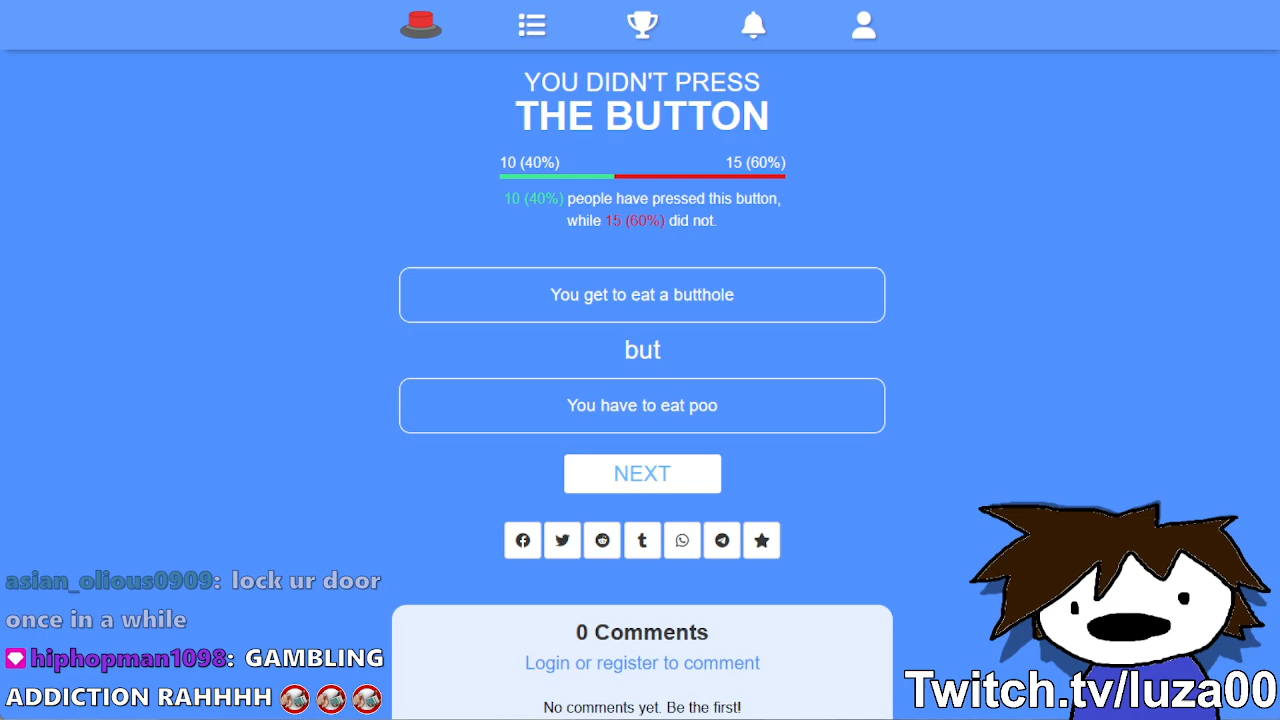 YOU DIDN'T PRESS
THE BUTTON
10 (40%) 15 (60%)
10 (40%) people have pressed this button,
while 15 (60%) did not.
You get to eat a butthole
but
You have to eat poo
NEXT
0 Comments
Login or register to comment
No comments yet. Be the first!
asian_olious0909: lock ur door
once in a while
hiphopman1098: GAMBLING
ADDICTION RAHHHH
Twitch.tv/luza00